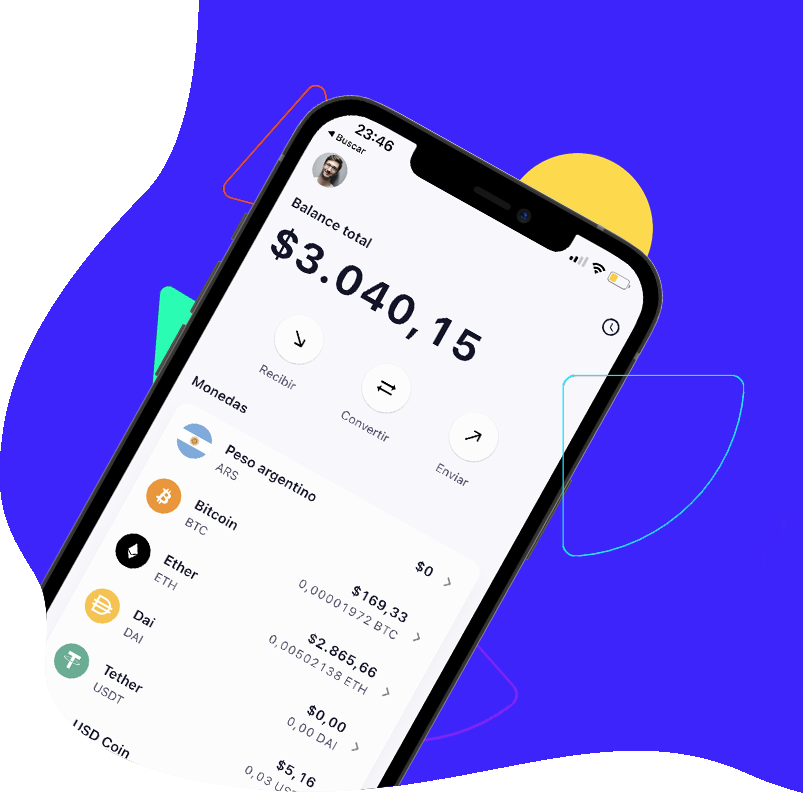 23:46
◀ Buscar
Balance total
$3.040,15
Recibir
Convertir
Enviar
Monedas
Peso argentino
ARS
$0
Bitcoin
BTC
$169,33
0,00001972 BTC
Ether
ETH
$2.865,66
0,00502138 ETH
Dai
DAI
$0,00
0,00 DAI
Tether
USDT
$5,16
0,03
USD Coin